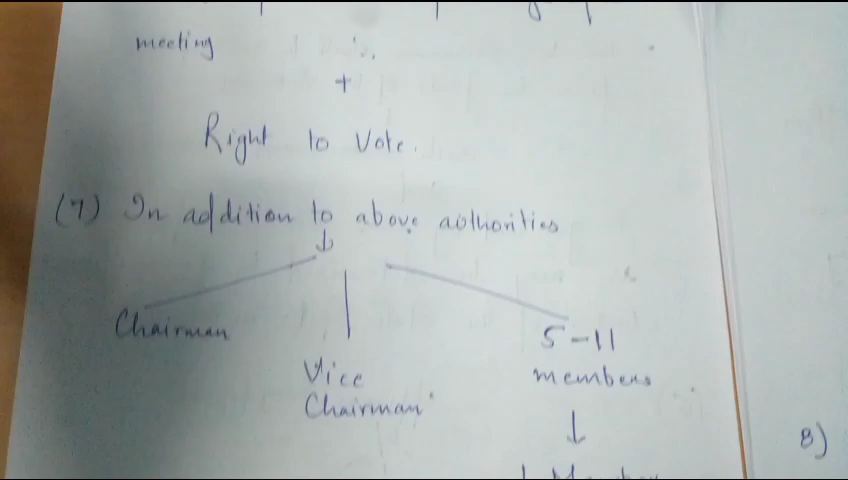 meeting
+
Right to Vote.
(7) In addition to above authorities
Chairman
Vice
Chairman
5-11
members
8)